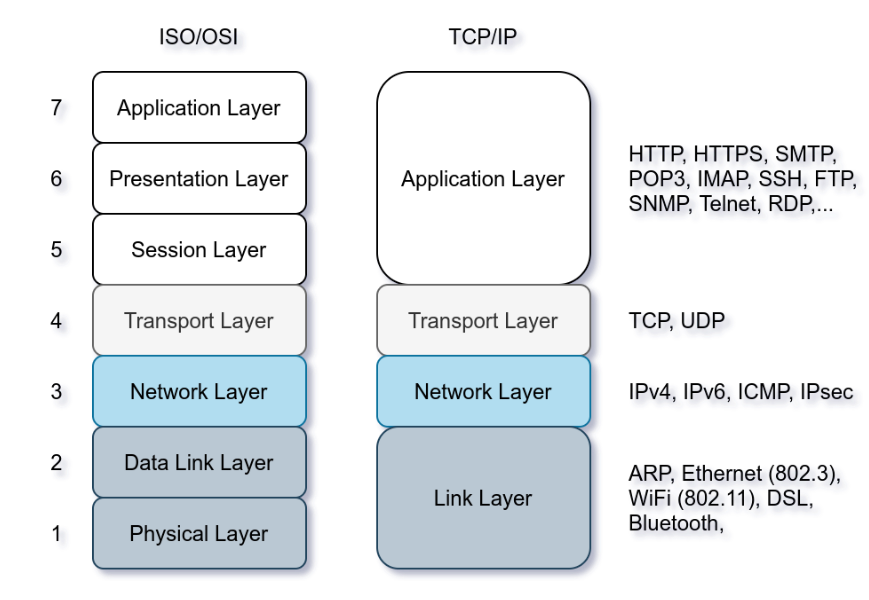 ISO/OSI TCP/IP
7 Application Layer
6 Presentation Layer
5 Session Layer
Application Layer
HTTP, HTTPS, SMTP,
POP3, IMAP, SSH, FTP,
SNMP, Telnet, RDP,...
4 Transport Layer Transport Layer TCP, UDP
3 Network Layer Network Layer IPv4, IPv6, ICMP, IPsec
2 Data Link Layer
1 Physical Layer
Link Layer
ARP, Ethernet (802.3),
WiFi (802.11), DSL,
Bluetooth,